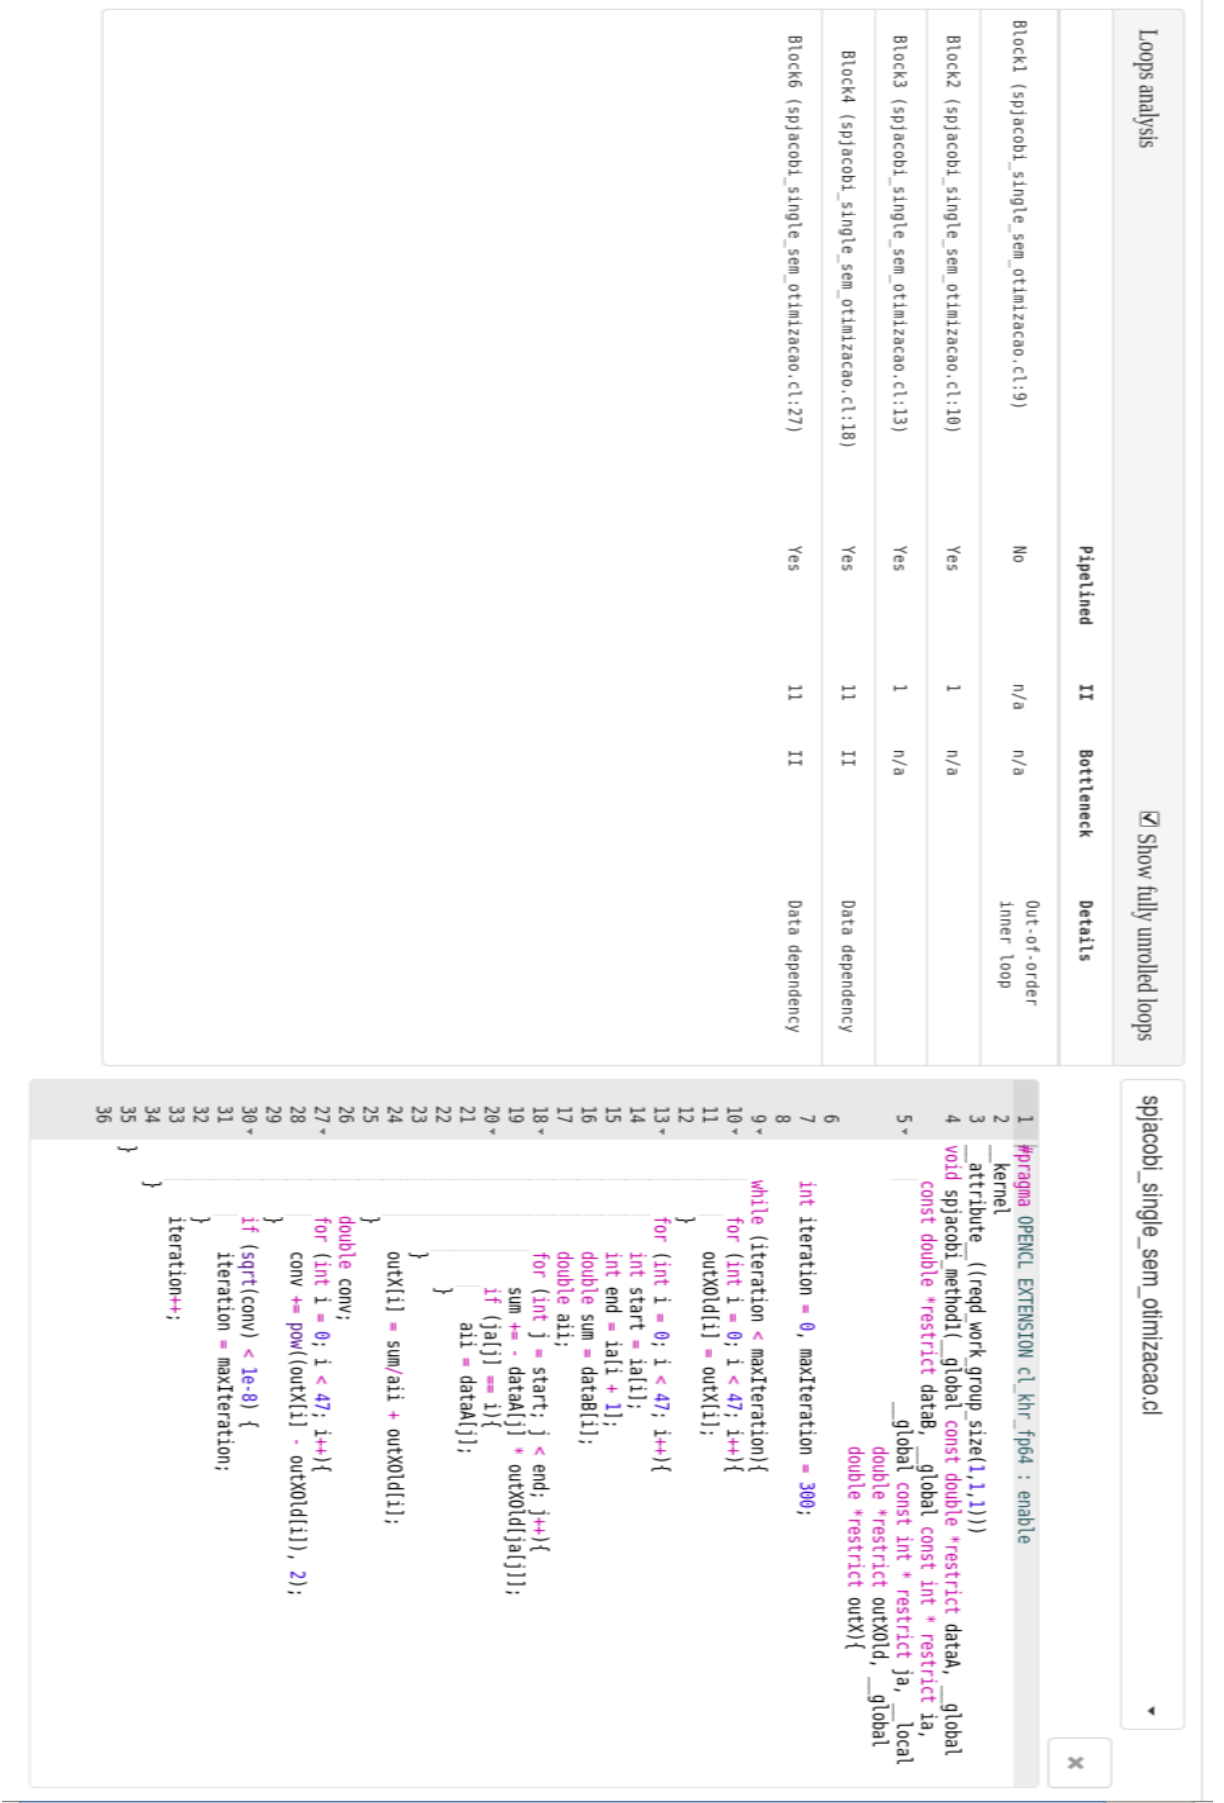 Loops analysis
Show fully unrolled loops
Pipelined II Bottleneck Details
Block1 (spjacobi_single_sem_otimizacao.cl:9) No n/a n/a Out-of-order
inner loop
Block2 (spjacobi_single_sem_otimizacao.cl:10) Yes 1 n/a
Block3 (spjacobi_single_sem_otimizacao.cl:13) Yes 1 n/a
Block4 (spjacobi_single_sem_otimizacao.cl:18) Yes 11 II Data dependency
Block6 (spjacobi_single_sem_otimizacao.cl:27) Yes 11 II Data dependency
spjacobi_single_sem_otimizacao.cl
1 #pragma OPENCL EXTENSION cl_khr_fp64 : enable
2 __kernel
3 __attribute__((reqd_work_group_size(1,1,1)))
4 void spjacobi_method1(__global const double *restrict dataA, __global
const double *restrict dataB, __global const int * restrict ia,
5 __global const int * restrict ja, __local
double *restrict outXOld, __global
double *restrict outX){
6
7 int iteration = 0, maxIteration = 300;
8
9 while (iteration < maxIteration){
10 for (int i = 0; i < 47; i++){
11 outXOld[i] = outX[i];
12 }
13 for (int i = 0; i < 47; i++){
14 int start = ia[i];
15 int end = ia[i + 1];
16 double sum = dataB[i];
17 double aii;
18 for (int j = start; j < end; j++){
19 sum += - dataA[j] * outXOld[ja[j]];
20 if (ja[j] == i){
21 aii = dataA[j];
22 }
23 }
24 outX[i] = sum/aii + outXOld[i];
25 }
26 double conv;
27 for (int i = 0; i < 47; i++){
28 conv += pow((outX[i] - outXOld[i]), 2);
29 }
30 if (sqrt(conv) < 1e-8) {
31 iteration = maxIteration;
32 }
33 iteration++;
34 }
35 }
36